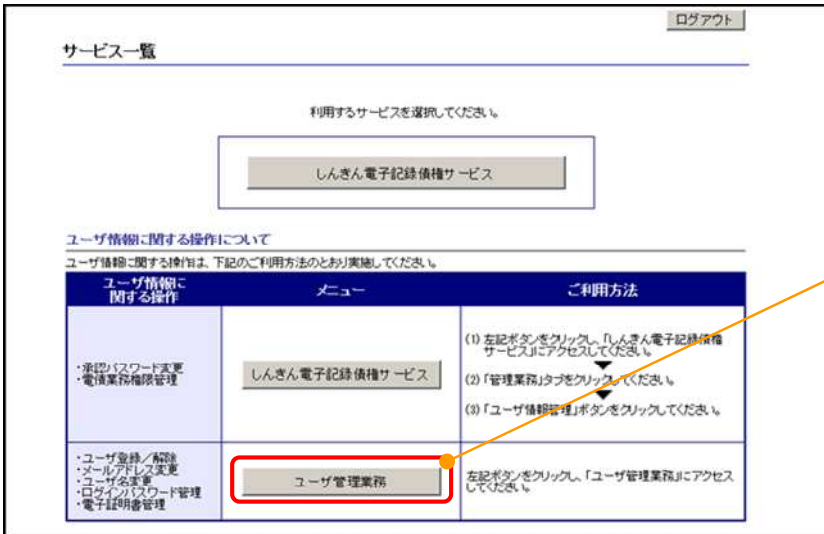 ログアウト
サービス一覧
利用するサービスを選択してください。
しんきん電子記録債権サービス
ユーザ情報に関する操作について
ユーザ情報に関する操作は、下記のご利用方法のとおり実施してください。
ユーザ情報に
関する操作
メニュー
ご利用方法
・承認パスワード変更
・電債業務権限管理
しんきん電子記録債権サービス
(1) 左記ボタンをクリックし、「しんきん電子記録債権
サービス」にアクセスしてください。
▼
(2)「管理業務」タブをクリックしてください。
▼
(3)「ユーザ情報管理」ボタンをクリックしてください。
・ユーザ登録／解除
・メールアドレス変更
・ユーザ名変更
・ログインパスワード管理
・電子証明書管理
ユーザ管理業務
左記ボタンをクリックし、「ユーザ管理業務」にアクセス
してください。